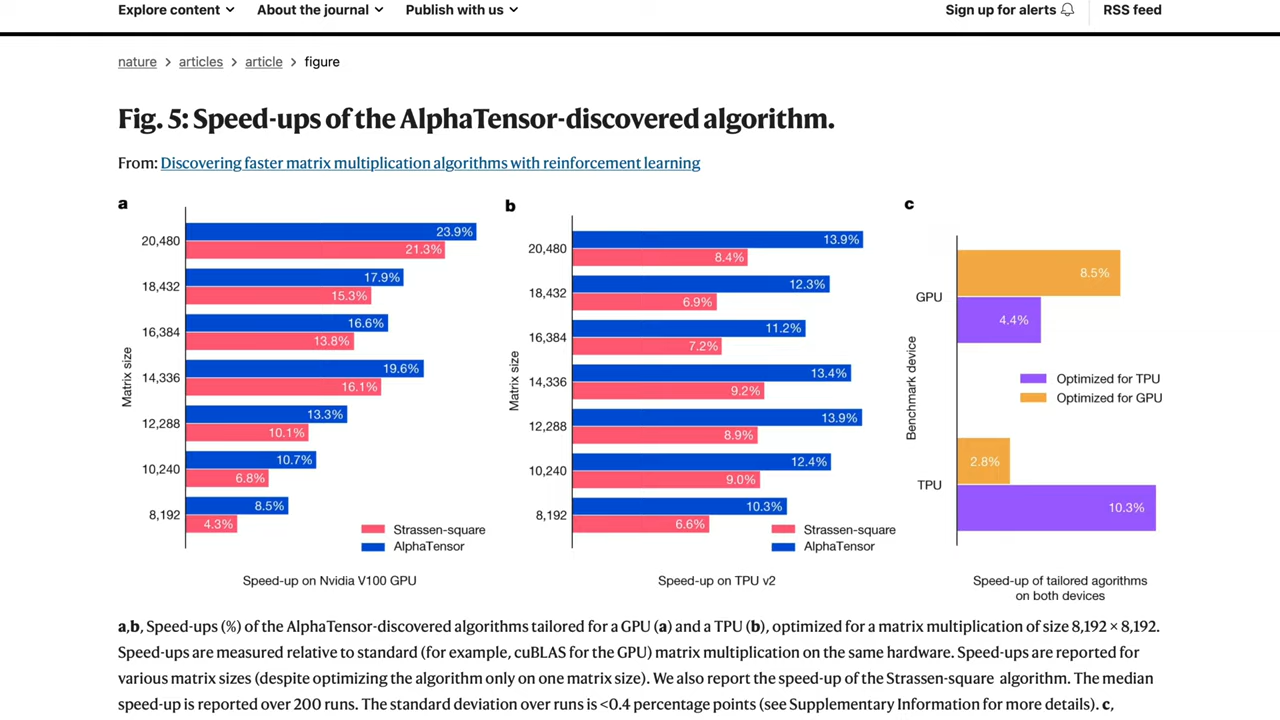 Explore content About the journal Publish with us Sign up for alerts RSS feed
nature > articles > article > figure
Fig. 5: Speed-ups of the AlphaTensor-discovered algorithm.
From: Discovering faster matrix multiplication algorithms with reinforcement learning
a
Matrix size
20,480 23.9% 21.3%
18,432 17.9% 15.3%
16,384 16.6% 13.8%
14,336 19.6% 16.1%
12,288 13.3% 10.1%
10,240 10.7% 6.8%
8,192 8.5% 4.3%
Strassen-square
AlphaTensor
Speed-up on Nvidia V100 GPU
b
Matrix size
20,480 13.9% 8.4%
18,432 12.3% 6.9%
16,384 11.2% 7.2%
14,336 13.4% 9.2%
12,288 13.9% 8.9%
10,240 12.4% 9.0%
8,192 10.3% 6.6%
Strassen-square
AlphaTensor
Speed-up on TPU v2
c
Benchmark device
GPU 8.5% 4.4%
Optimized for TPU
Optimized for GPU
TPU 2.8% 10.3%
Speed-up of tailored agorithms
on both devices
a,b, Speed-ups (%) of the AlphaTensor-discovered algorithms tailored for a GPU (a) and a TPU (b), optimized for a matrix multiplication of size 8,192 × 8,192.
Speed-ups are measured relative to standard (for example, cuBLAS for the GPU) matrix multiplication on the same hardware. Speed-ups are reported for
various matrix sizes (despite optimizing the algorithm only on one matrix size). We also report the speed-up of the Strassen-square algorithm. The median
speed-up is reported over 200 runs. The standard deviation over runs is <0.4 percentage points (see Supplementary Information for more details). c,